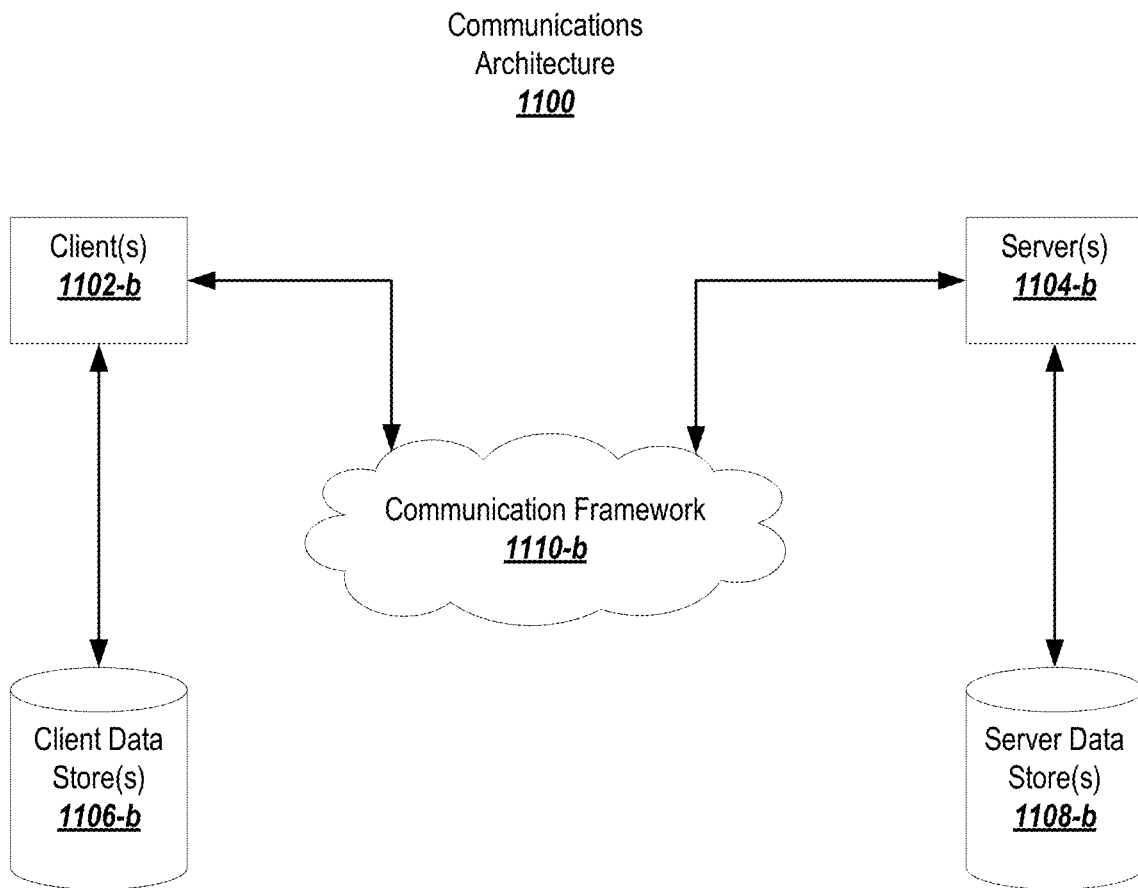 Communications
Architecture
1100
Client(s)
1102-b
Server(s)
1104-b
Communication Framework
1110-b
Client Data
Store(s)
1106-b
Server Data
Store(s)
1108-b